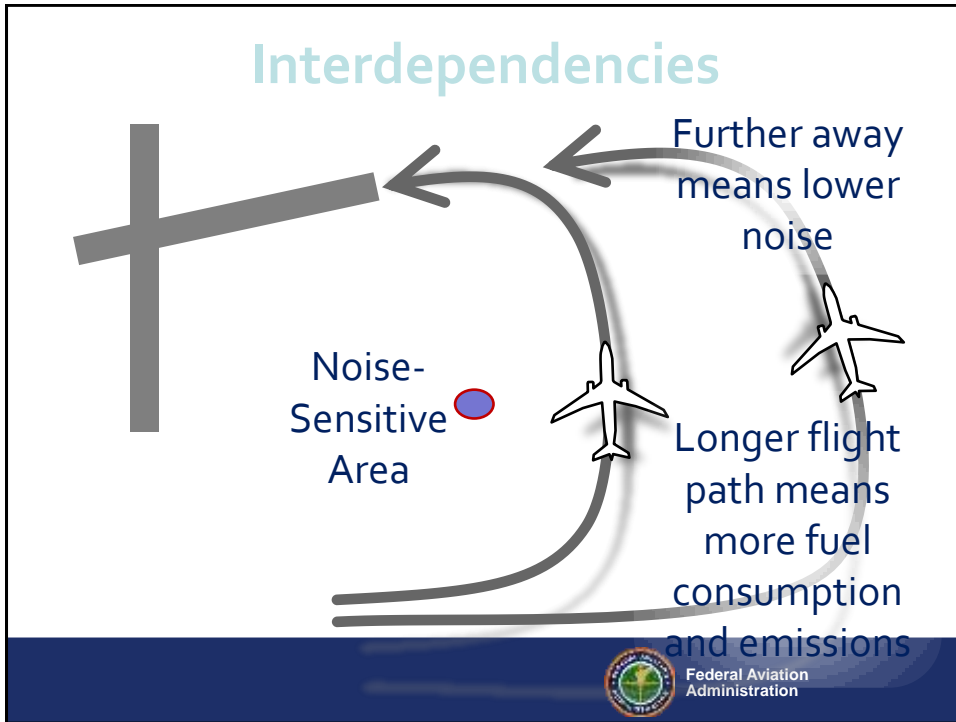 Interdependencies
Further away
means lower
noise
Noise-
Sensitive
Area
Longer flight
path means
more fuel
consumption
and emissions
Federal Aviation
Administration